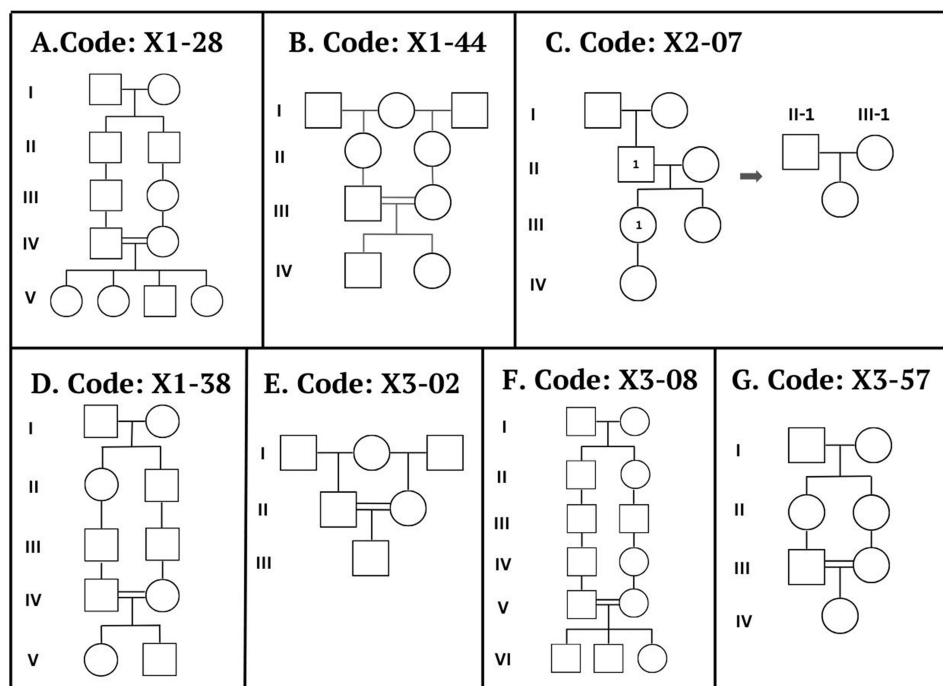 A.Code: X1-28
I
II
III
IV
V
B. Code: X1-44
I
II
III
IV
C. Code: X2-07
I
II
III
IV
1
1
II-1 III-1
D. Code: X1-38
I
II
III
IV
V
E. Code: X3-02
I
II
III
F. Code: X3-08
I
II
III
IV
V
VI
G. Code: X3-57
I
II
III
IV